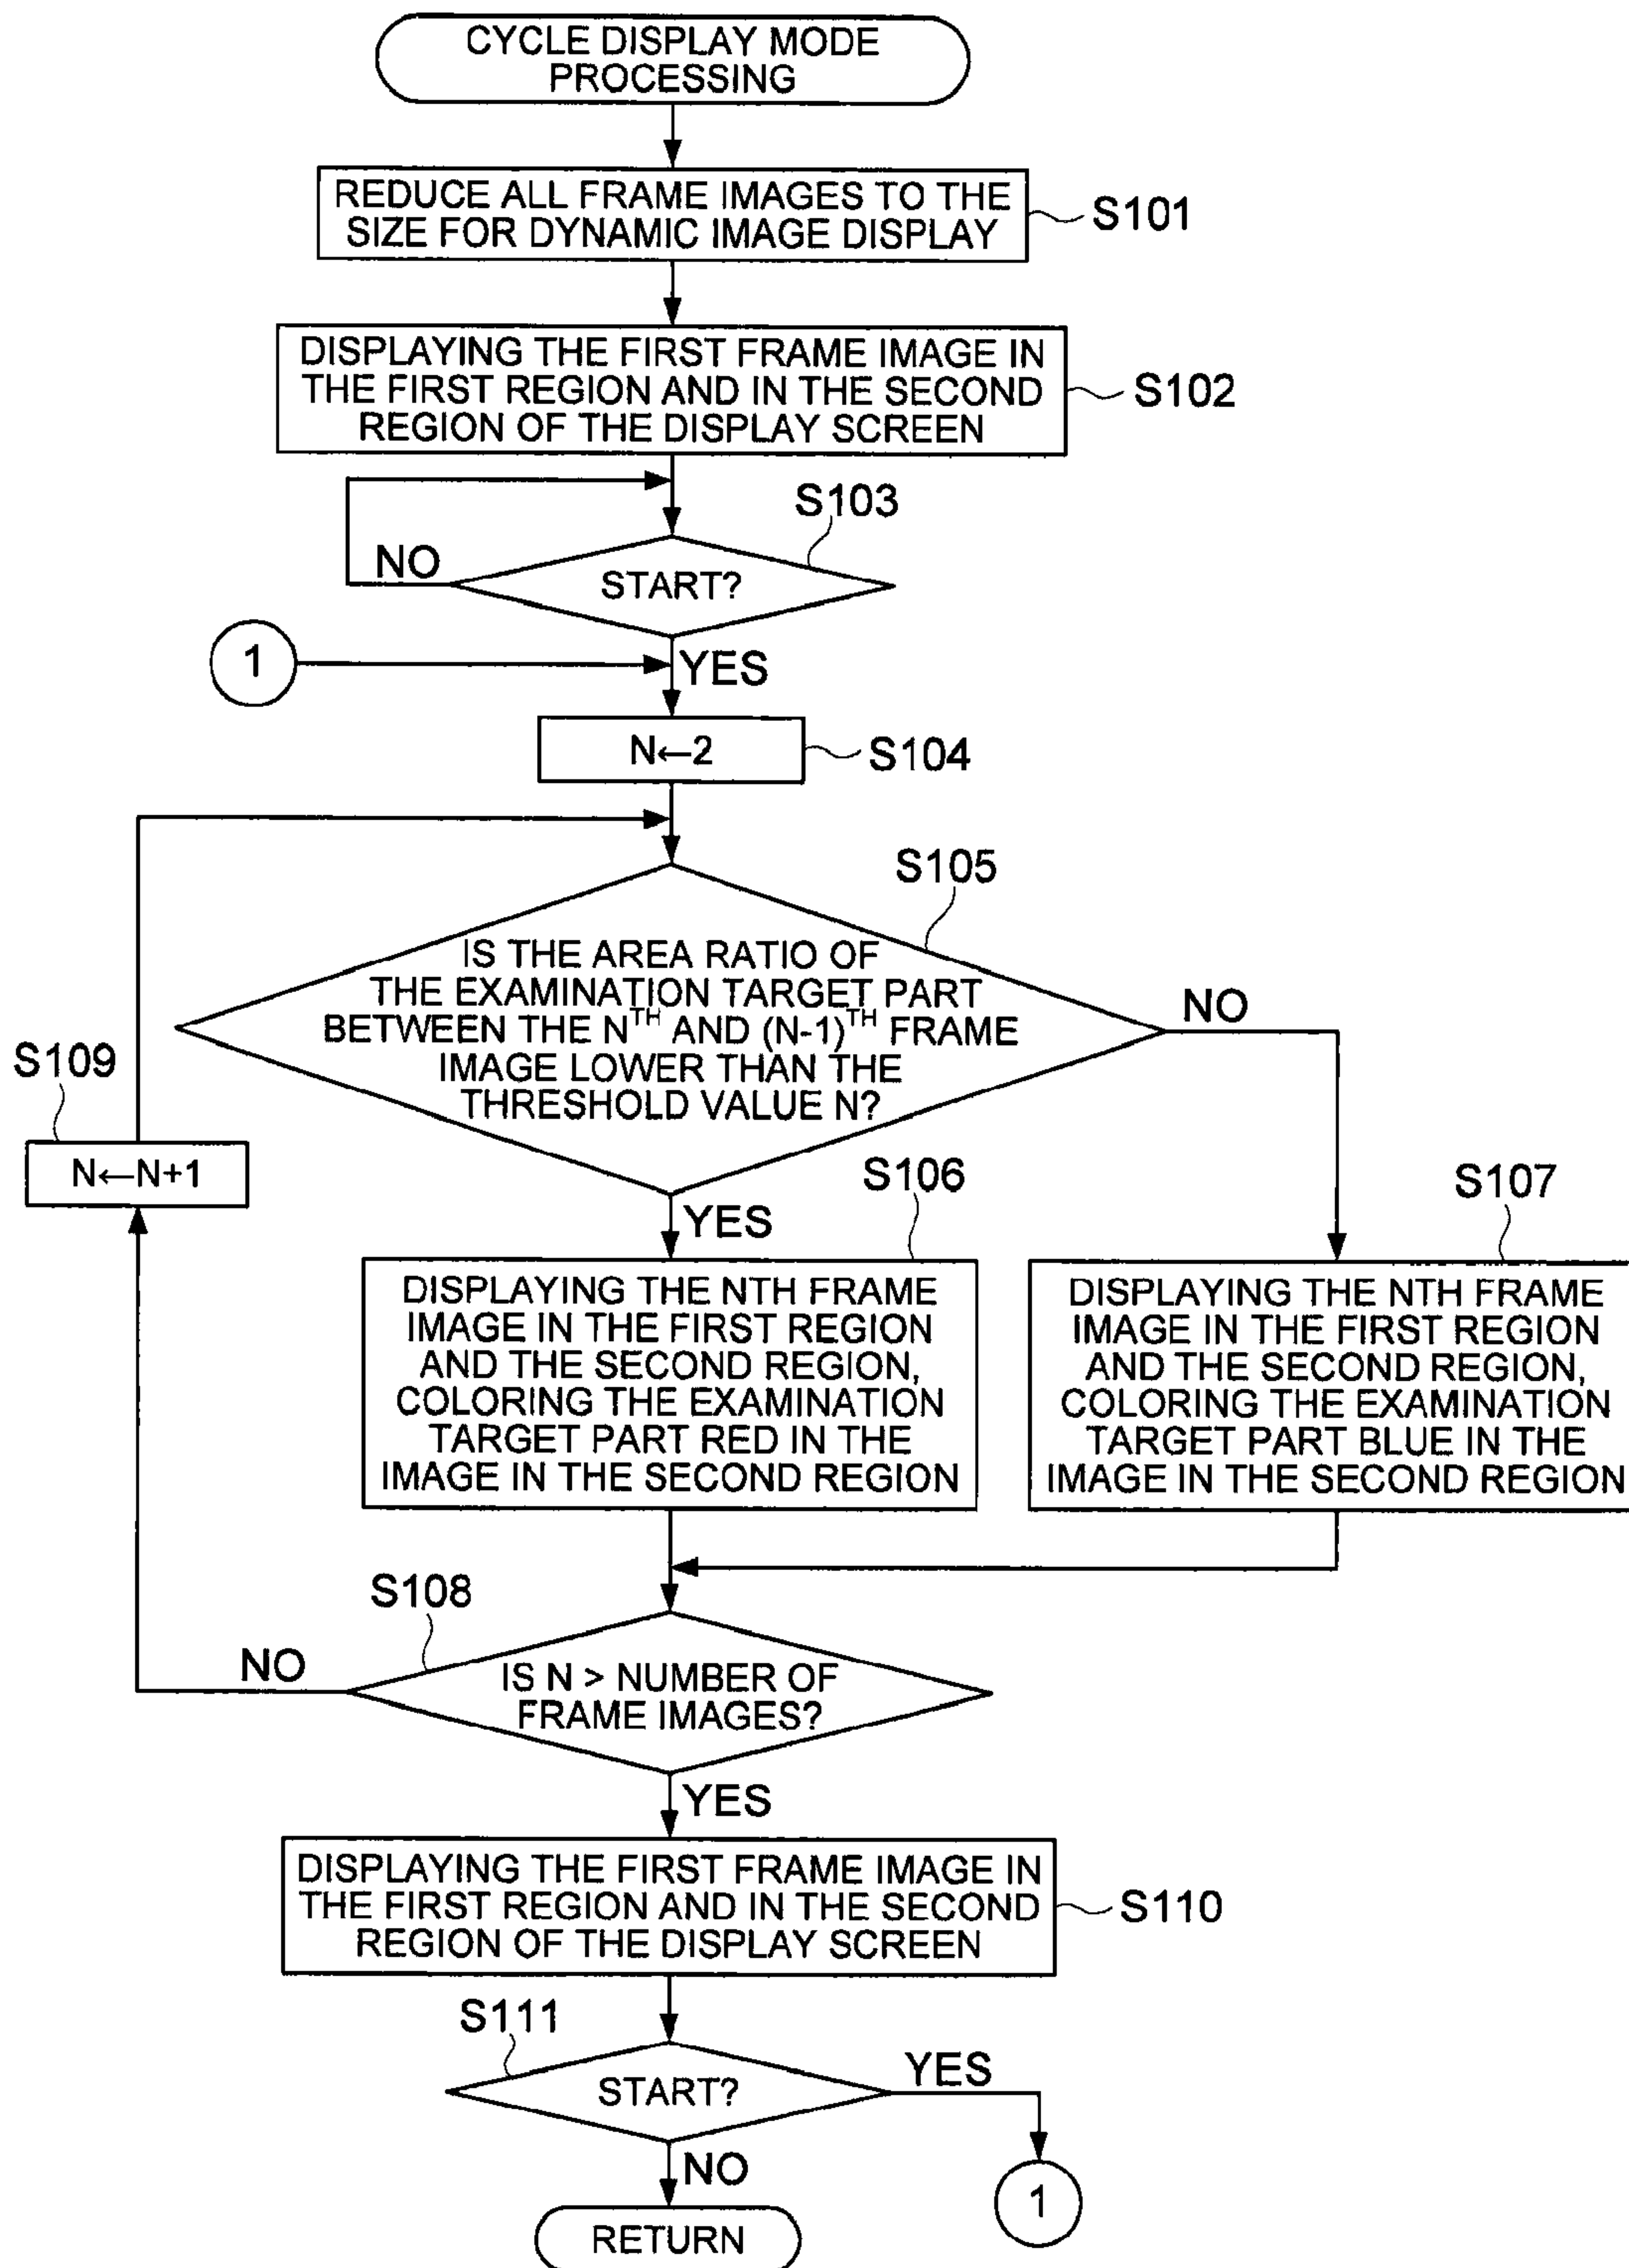 CYCLE DISPLAY MODE
PROCESSING
REDUCE ALL FRAME IMAGES TO THE
SIZE FOR DYNAMIC IMAGE DISPLAY
S101
DISPLAYING THE FIRST FRAME IMAGE IN
THE FIRST REGION AND IN THE SECOND
REGION OF THE DISPLAY SCREEN
S102
S103
NO
START?
1
YES
N←2
S104
S105
IS THE AREA RATIO OF
THE EXAMINATION TARGET PART
BETWEEN THE Nᵀᴴ AND (N-1)ᵀᴴ FRAME
IMAGE LOWER THAN THE
THRESHOLD VALUE N?
NO
S109
N←N+1
YES
S106
DISPLAYING THE NTH FRAME
IMAGE IN THE FIRST REGION
AND THE SECOND REGION,
COLORING THE EXAMINATION
TARGET PART RED IN THE
IMAGE IN THE SECOND REGION
S107
DISPLAYING THE NTH FRAME
IMAGE IN THE FIRST REGION
AND THE SECOND REGION,
COLORING THE EXAMINATION
TARGET PART BLUE IN THE
IMAGE IN THE SECOND REGION
S108
NO
IS N > NUMBER OF
FRAME IMAGES?
YES
DISPLAYING THE FIRST FRAME IMAGE IN
THE FIRST REGION AND IN THE SECOND
REGION OF THE DISPLAY SCREEN
S110
S111
START?
YES
NO
1
RETURN